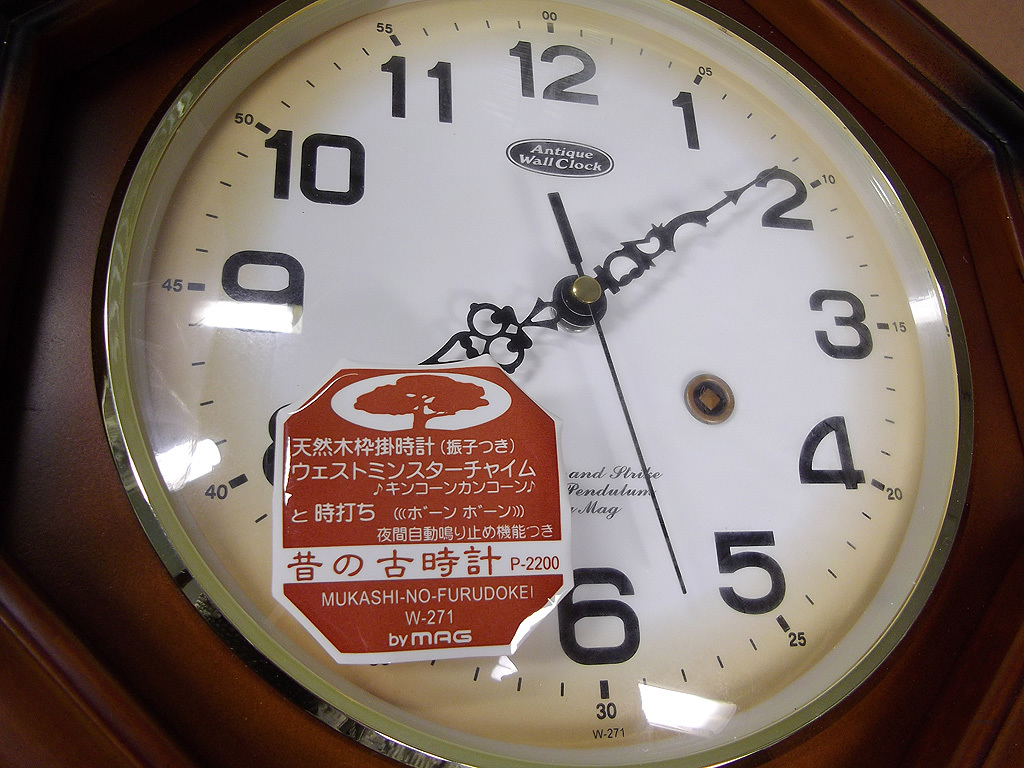 00
55
05
12
11
1
50
10
Antique
Wall Clock
2
10
9
45
3
15
4
20
40
天然木枠掛時計(振子つき)
ウェストミンスターチャイム
♪キンコーンカンコーン♪
と 時打ち (((ボーン ボーン)))
夜間自動鳴り止め機能つき
昔の古時計 P-2200
MUKASHI-NO-FURUDOKEI
W-271
by MAG
and Strike
Pendulum
Mag
5
25
6
30
W-271